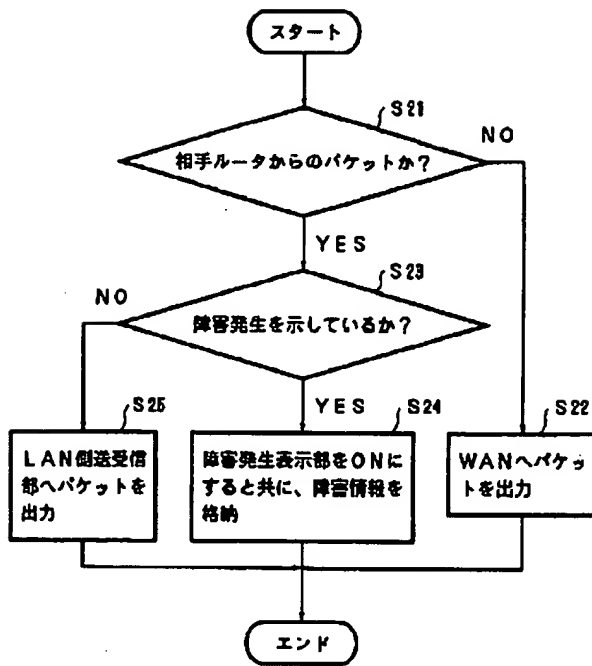 スタート
S21
NO
相手ルータからのパケットか?
YES
S23
NO
障害発生を示しているか?
YES
S25
S24
S22
LAN側送受信
部へパケットを
出力
障害発生表示部をONに
すると共に、障害情報を
格納
WANへパケッ
トを出力
エンド